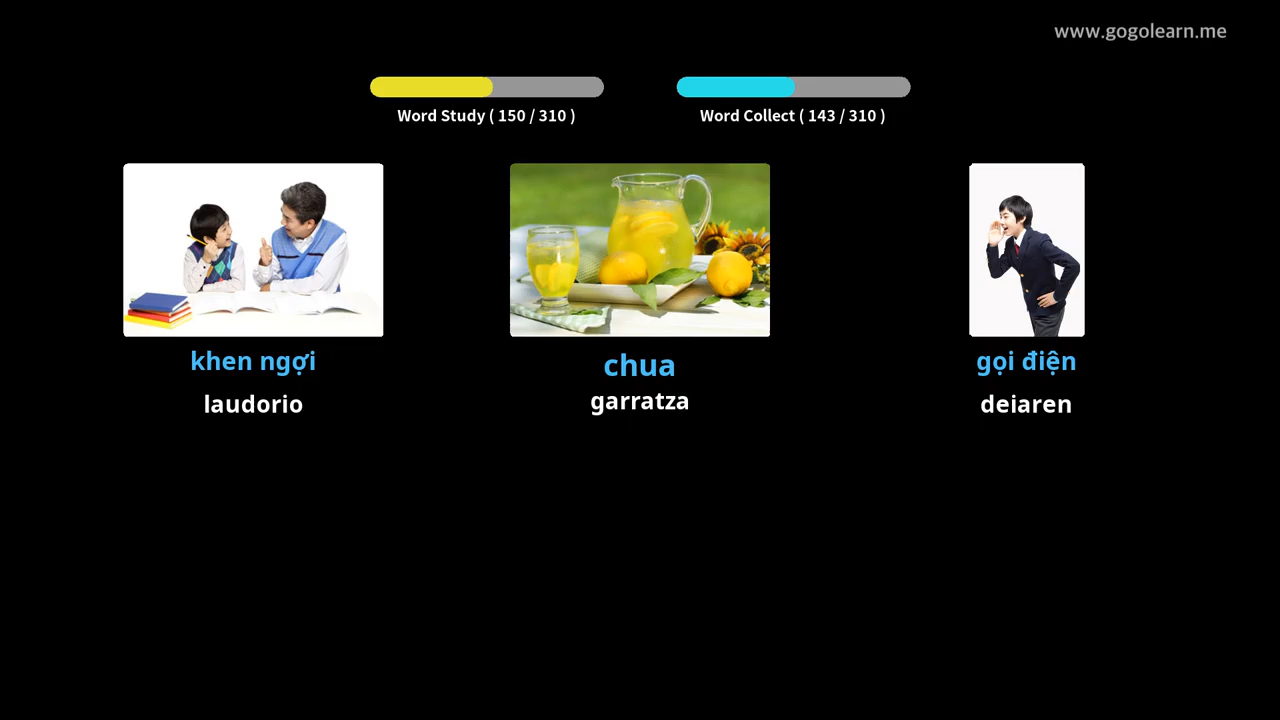 www.gogolearn.me
Word Study ( 150 / 310 )
Word Collect ( 143 / 310 )
khen ngợi
laudorio
chua
garratza
gọi điện
deiaren